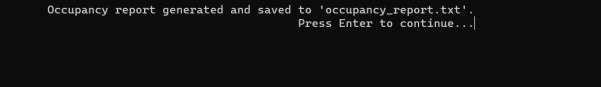 Occupancy report generated and saved to 'occupancy_report.txt'.
Press Enter to continue...